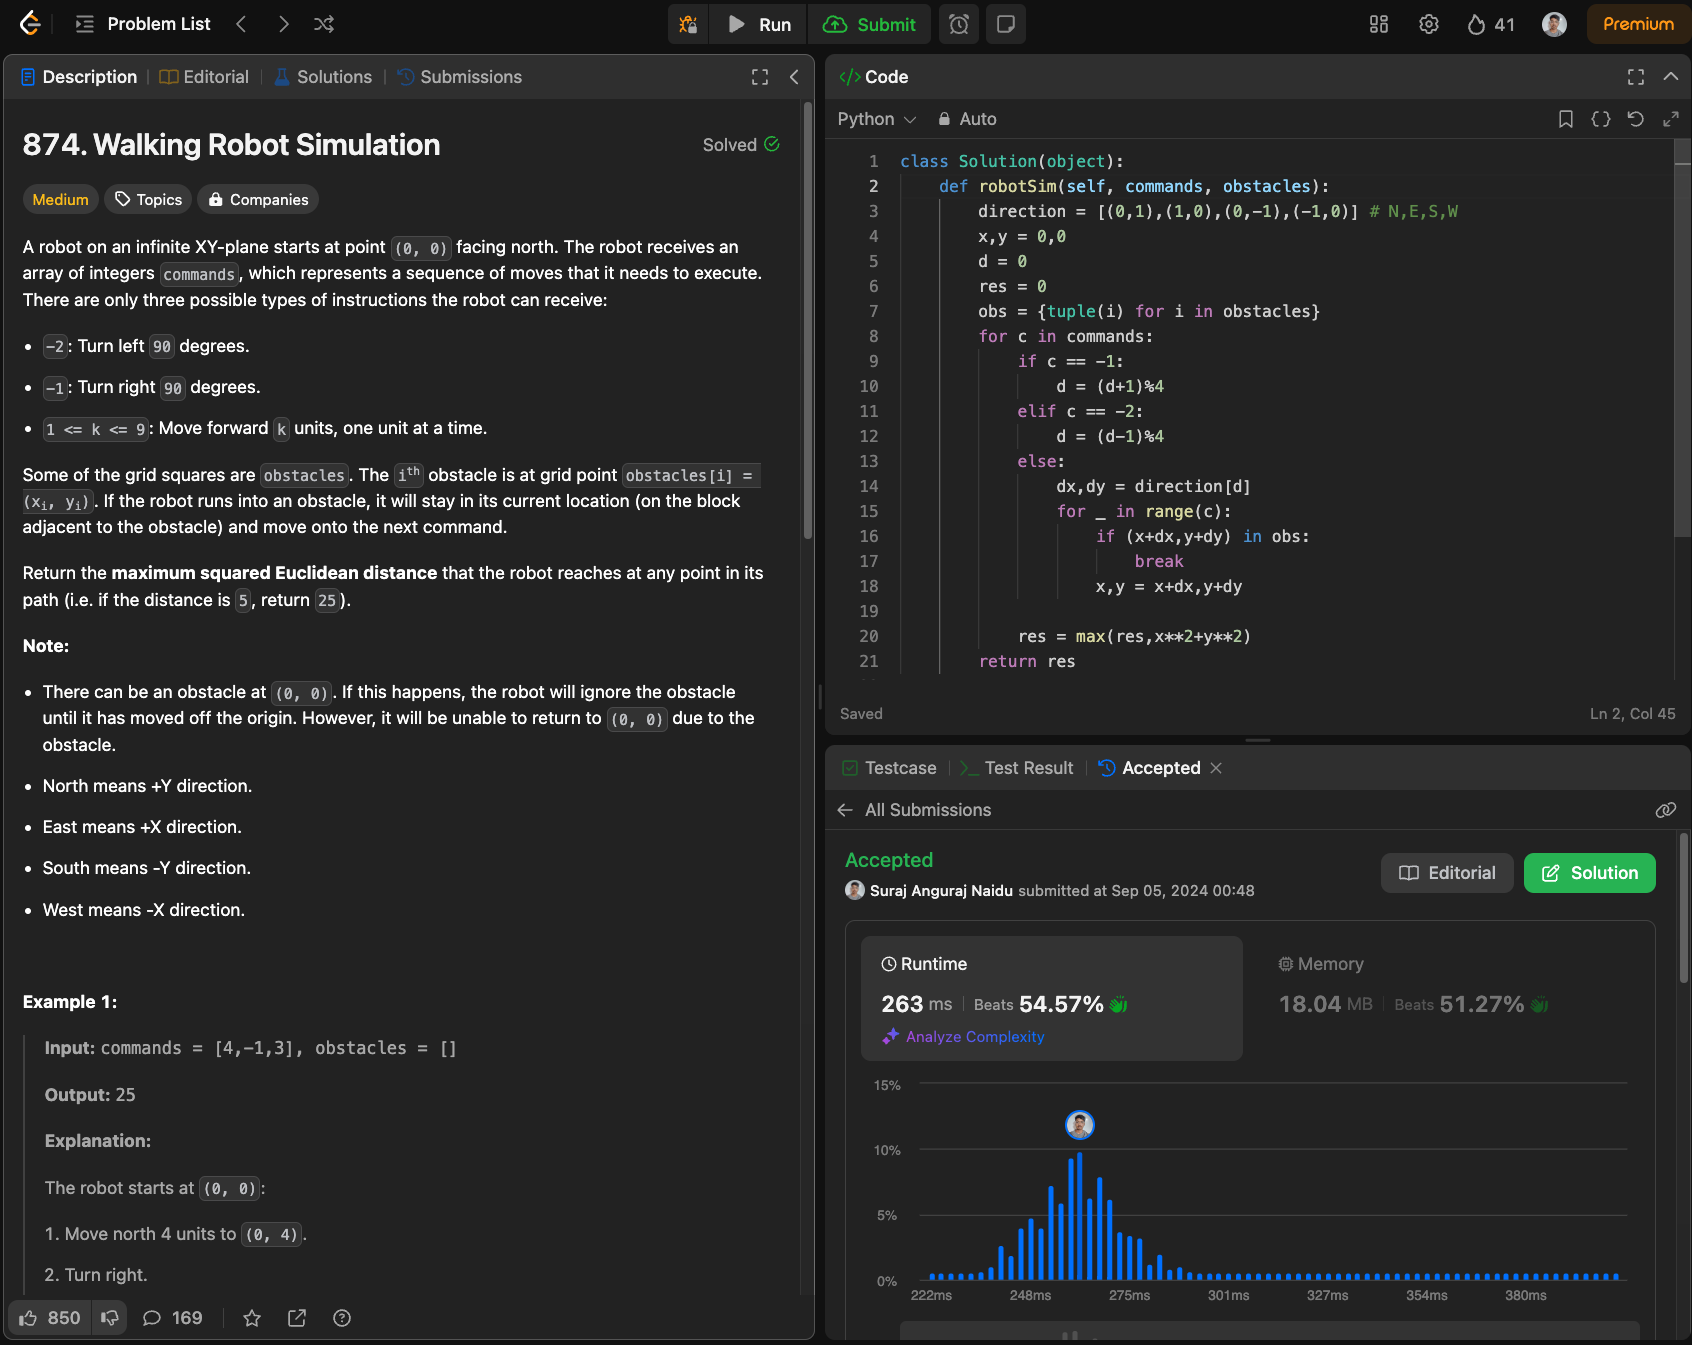 Problem List
Run
Submit
41
Premium
Description
Editorial
Solutions
Submissions
874. Walking Robot Simulation
Solved
Medium
Topics
Companies
A robot on an infinite XY-plane starts at point (0, 0) facing north. The robot receives an
array of integers commands, which represents a sequence of moves that it needs to execute.
There are only three possible types of instructions the robot can receive:
• -2: Turn left 90 degrees.
• -1: Turn right 90 degrees.
• 1 <= k <= 9: Move forward k units, one unit at a time.
Some of the grid squares are obstacles. The ith obstacle is at grid point obstacles[i] =
(xi, yi). If the robot runs into an obstacle, it will stay in its current location (on the block
adjacent to the obstacle) and move onto the next command.
Return the maximum squared Euclidean distance that the robot reaches at any point in its
path (i.e. if the distance is 5, return 25).
Note:
• There can be an obstacle at (0, 0). If this happens, the robot will ignore the obstacle
until it has moved off the origin. However, it will be unable to return to (0, 0) due to the
obstacle.
• North means +Y direction.
• East means +X direction.
• South means -Y direction.
• West means -X direction.
Example 1:
Input: commands = [4,-1,3], obstacles = []
Output: 25
Explanation:
The robot starts at (0, 0):
1. Move north 4 units to (0, 4).
2. Turn right.
850
169
</> Code
Python
Auto
1 class Solution(object):
2 def robotSim(self, commands, obstacles):
3 direction = [(0,1),(1,0),(0,-1),(-1,0)] # N,E,S,W
4 x,y = 0,0
5 d = 0
6 res = 0
7 obs = {tuple(i) for i in obstacles}
8 for c in commands:
9 if c == -1:
10 d = (d+1)%4
11 elif c == -2:
12 d = (d-1)%4
13 else:
14 dx,dy = direction[d]
15 for _ in range(c):
16 if (x+dx,y+dy) in obs:
17 break
18 x,y = x+dx,y+dy
19
20 res = max(res,x**2+y**2)
21 return res
Saved
Ln 2, Col 45
Testcase
Test Result
Accepted
All Submissions
Accepted
Suraj Anguraj Naidu submitted at Sep 05, 2024 00:48
Editorial
Solution
Runtime
263 ms
Beats 54.57%
Analyze Complexity
Memory
18.04 MB
Beats 51.27%
15%
10%
5%
0%
222ms
248ms
275ms
301ms
327ms
354ms
380ms